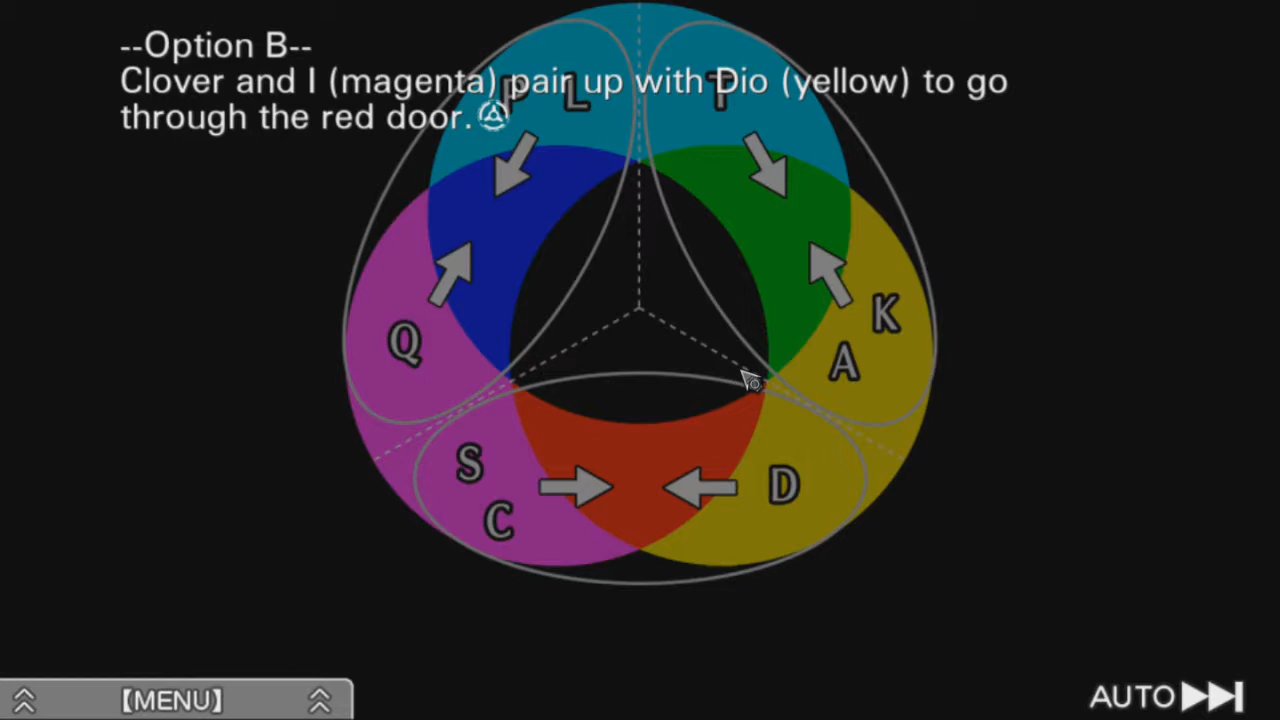 --Option B--
Clover and I (magenta) pair up with Dio (yellow) to go
through the red door.
P L T
Q
K
A
S
C
D
【MENU】
AUTO